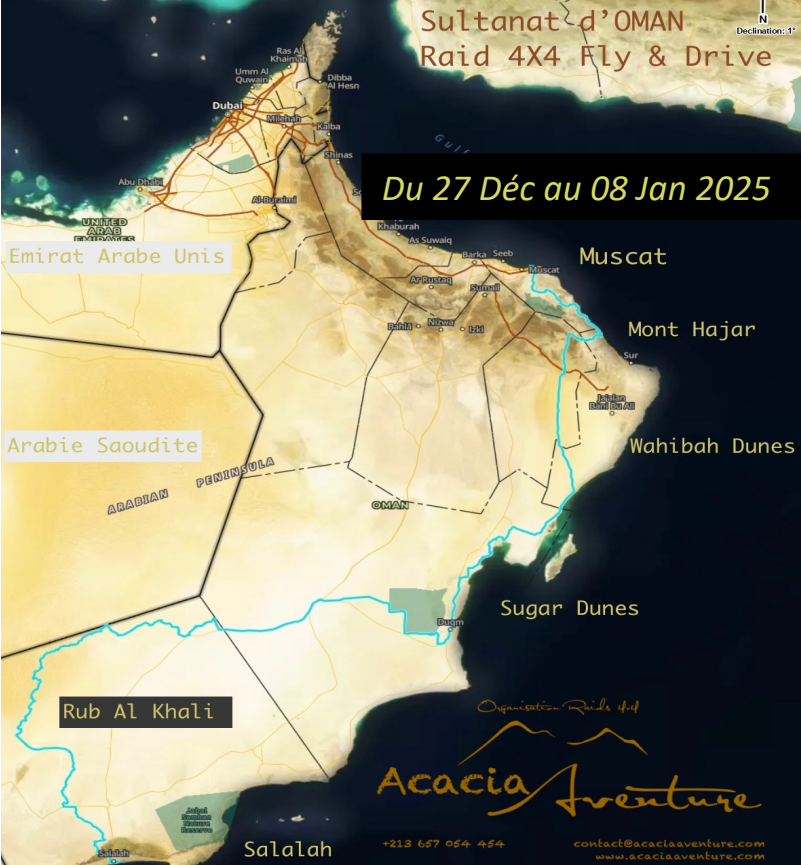 Sultanat d’OMAN
Raid 4X4 Fly & Drive
N
Declination: 1°
Ras Al
Khaimah
Umm Al
Quwain
Dibba
Al Hesn
Dubai
Milehah
Kalba
Shinas
Gulf
Abu Dhabi
Al-Buraimi
Du 27 Déc au 08 Jan 2025
UNITED
ARAB
EMIRATES
Khaburah
As Suwaiq
Barka
Seeb
Muscat
Muscat
Emirat Arabe Unis
Ar Rustaq
Sumail
Bahla
Nizwa
Izki
Mont Hajar
Sur
Ja'alan
Bani Bu Ali
Arabie Saoudite
Wahibah Dunes
ARABIAN PENINSULA
OMAN
Sugar Dunes
Duqm
Rub Al Khali
Organisation Raids 4x4
Acacia Aventure
Jabal
Samhan
Nature
Reserve
Salalah
Salalah
+213 657 054 454
contact@acaciaaventure.com
www.acaciaaventure.com